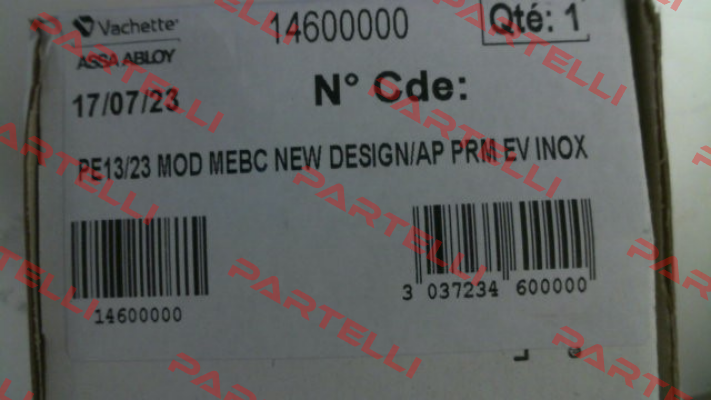 Vachette 14600000 Qté: 1
ASSA ABLOY
17/07/23 N° Cde:
PE13/23 MOD MEBC NEW DESIGN/AP PRM EV INOX
14600000
3 037234 600000
PARTELLI